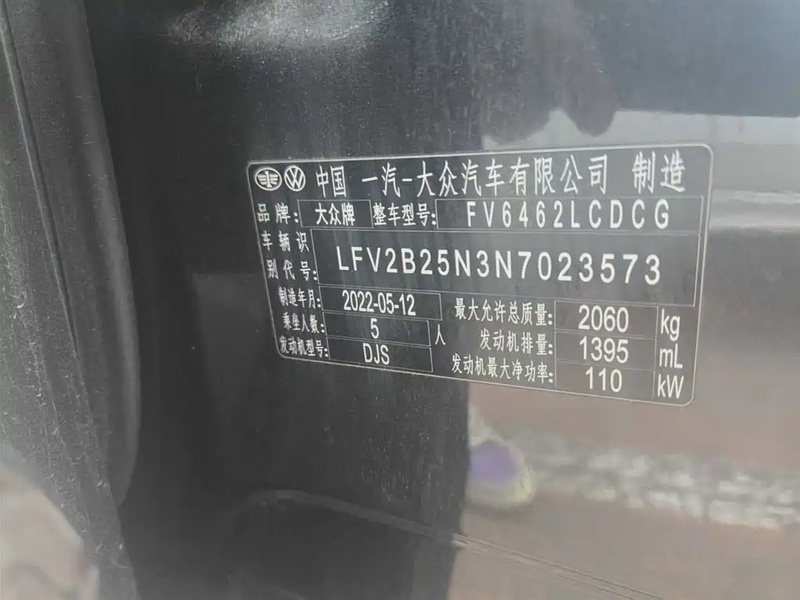 中国 一汽-大众汽车有限公司 制造
品牌: 大众牌 整车型号: FV6462LCDCG
车辆识别代号: LFV2B25N3N7023573
制造年月: 2022-05-12 最大允许总质量: 2060 kg
乘坐人数: 5 人 发动机排量: 1395 mL
发动机型号: DJS 发动机最大净功率: 110 kW